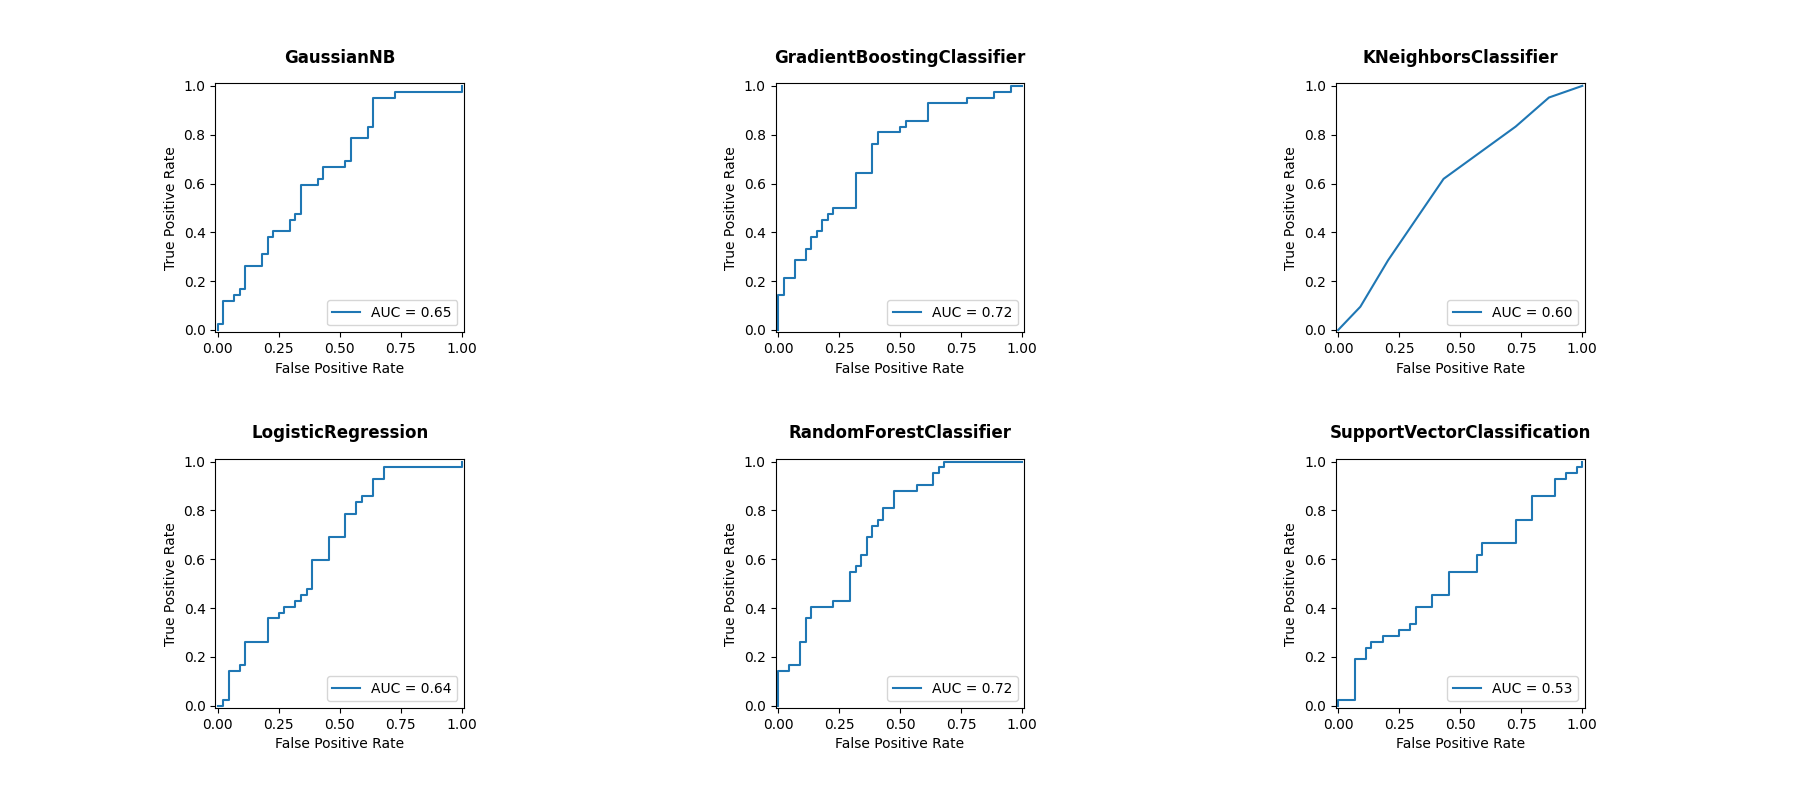 GaussianNB
1.0
0.8
0.6
0.4
0.2
0.0
True Positive Rate
AUC = 0.65
0.00 0.25 0.50 0.75 1.00
False Positive Rate
GradientBoostingClassifier
1.0
0.8
0.6
0.4
0.2
0.0
True Positive Rate
AUC = 0.72
0.00 0.25 0.50 0.75 1.00
False Positive Rate
KNeighborsClassifier
1.0
0.8
0.6
0.4
0.2
0.0
True Positive Rate
AUC = 0.60
0.00 0.25 0.50 0.75 1.00
False Positive Rate
LogisticRegression
1.0
0.8
0.6
0.4
0.2
0.0
True Positive Rate
AUC = 0.64
0.00 0.25 0.50 0.75 1.00
False Positive Rate
RandomForestClassifier
1.0
0.8
0.6
0.4
0.2
0.0
True Positive Rate
AUC = 0.72
0.00 0.25 0.50 0.75 1.00
False Positive Rate
SupportVectorClassification
1.0
0.8
0.6
0.4
0.2
0.0
True Positive Rate
AUC = 0.53
0.00 0.25 0.50 0.75 1.00
False Positive Rate